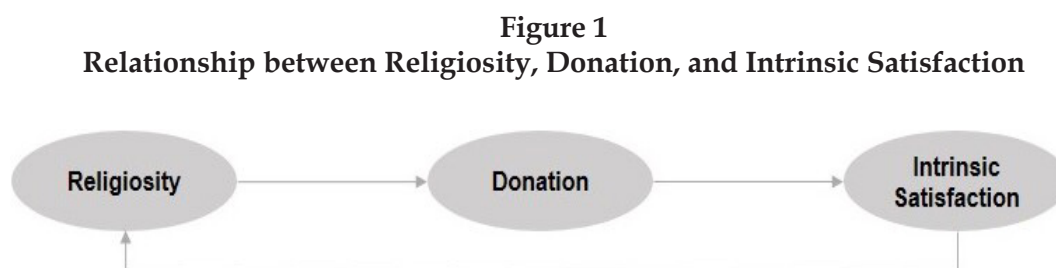 Figure 1
Relationship between Religiosity, Donation, and Intrinsic Satisfaction
Religiosity
Donation
Intrinsic
Satisfaction